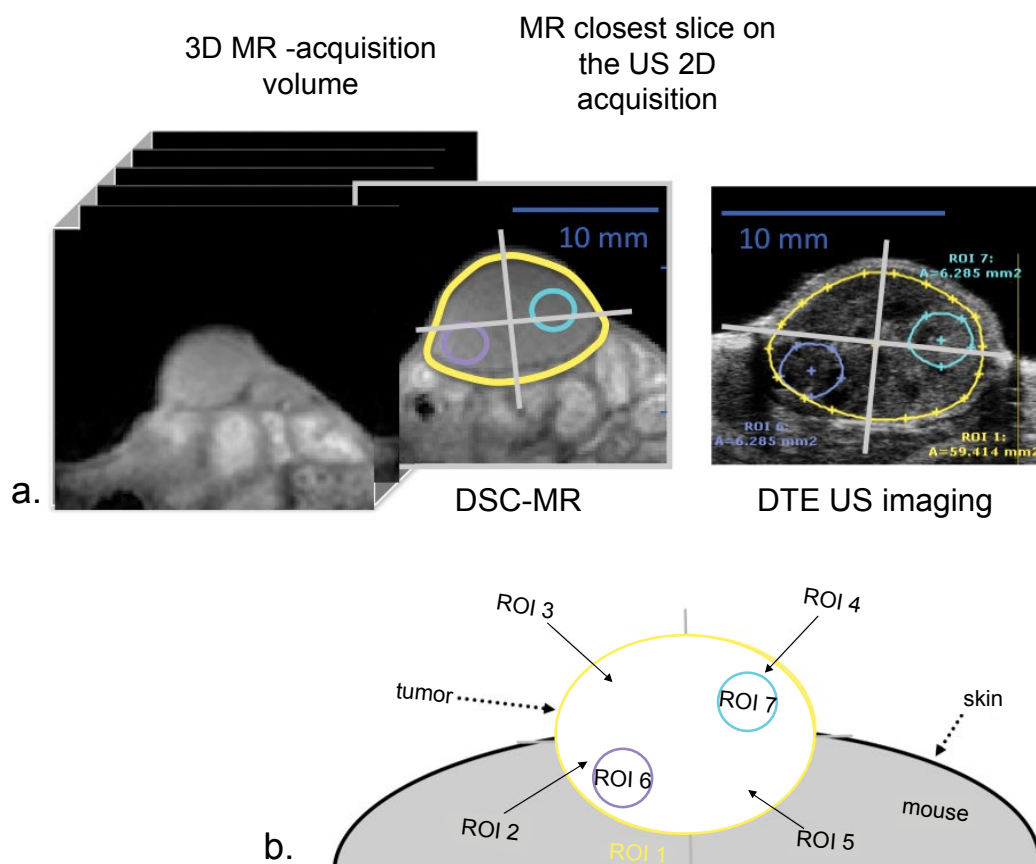 3D MR -acquisition
volume
MR closest slice on
the US 2D
acquisition
10 mm
10 mm
ROI 7:
A=6.285 mm2
ROI 6:
A=6.285 mm2
ROI 1:
A=59.414 mm2
a.
DSC-MR
DTE US imaging
ROI 3
ROI 4
tumor
ROI 7
skin
ROI 6
mouse
ROI 2
ROI 5
ROI 1
b.